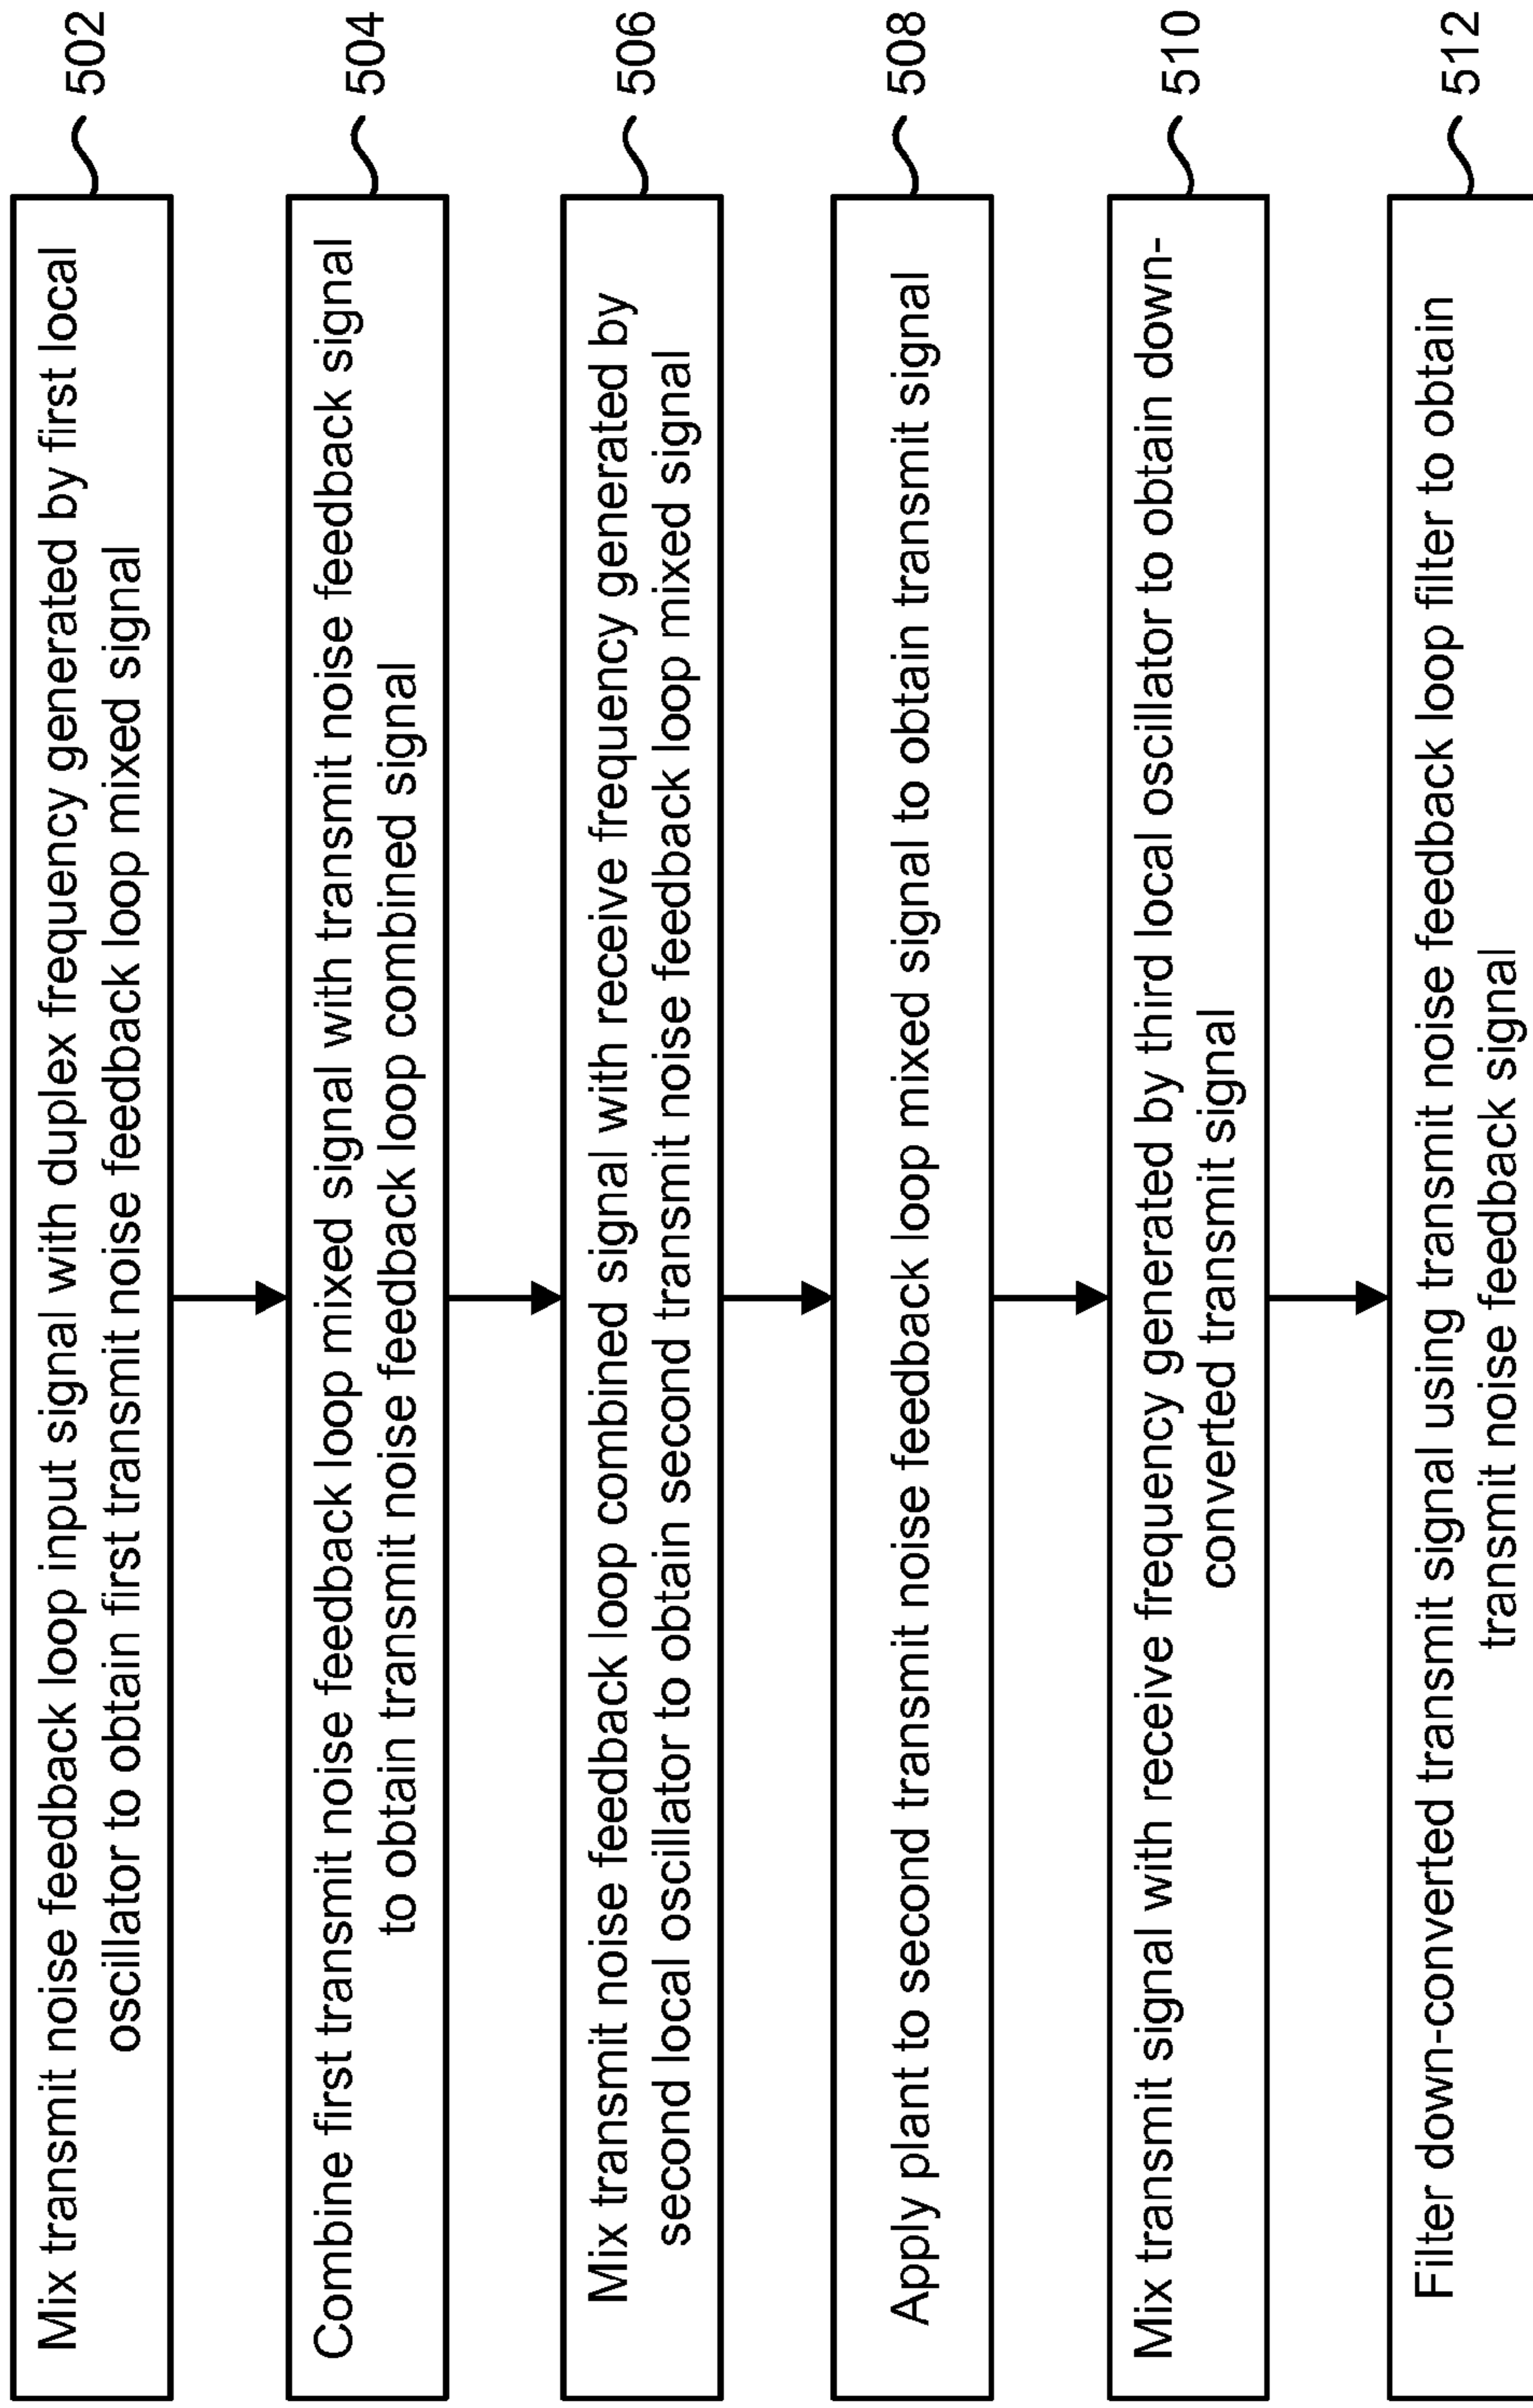 Mix transmit noise feedback loop input signal with duplex frequency generated by first local
oscillator to obtain first transmit noise feedback loop mixed signal
502
Combine first transmit noise feedback loop mixed signal with transmit noise feedback signal
to obtain transmit noise feedback loop combined signal
504
Mix transmit noise feedback loop combined signal with receive frequency generated by
second local oscillator to obtain second transmit noise feedback loop mixed signal
506
Apply plant to second transmit noise feedback loop mixed signal to obtain transmit signal
508
Mix transmit signal with receive frequency generated by third local oscillator to obtain down-
converted transmit signal
510
Filter down-converted transmit signal using transmit noise feedback loop filter to obtain
transmit noise feedback signal
512